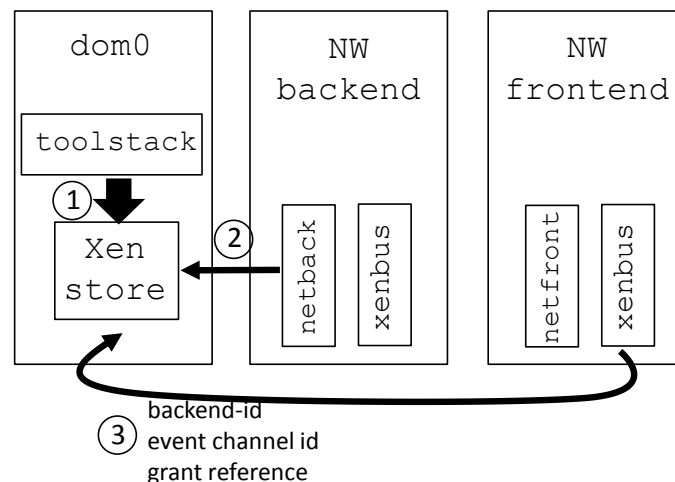 dom0
toolstack
1
Xen
store
NW
backend
2
netback
xenbus
NW
frontend
netfront
xenbus
3
backend-id
event channel id
grant reference